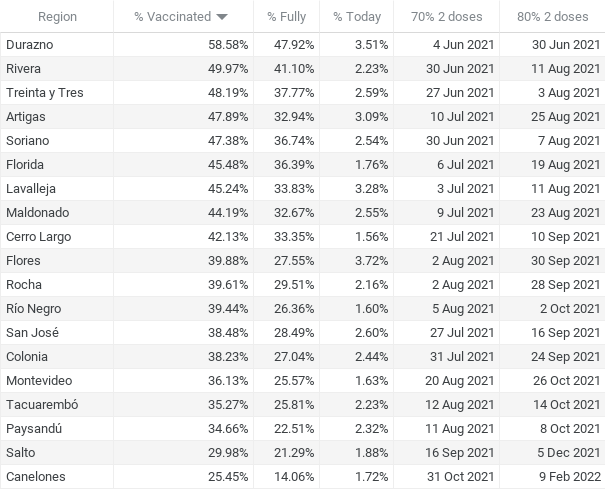 Region % Vaccinated % Fully % Today 70% 2 doses 80% 2 doses
Durazno 58.58% 47.92% 3.51% 4 Jun 2021 30 Jun 2021
Rivera 49.97% 41.10% 2.23% 30 Jun 2021 11 Aug 2021
Treinta y Tres 48.19% 37.77% 2.59% 27 Jun 2021 3 Aug 2021
Artigas 47.89% 32.94% 3.09% 10 Jul 2021 25 Aug 2021
Soriano 47.38% 36.74% 2.54% 30 Jun 2021 7 Aug 2021
Florida 45.48% 36.39% 1.76% 6 Jul 2021 19 Aug 2021
Lavalleja 45.24% 33.83% 3.28% 3 Jul 2021 11 Aug 2021
Maldonado 44.19% 32.67% 2.55% 9 Jul 2021 23 Aug 2021
Cerro Largo 42.13% 33.35% 1.56% 21 Jul 2021 10 Sep 2021
Flores 39.88% 27.55% 3.72% 2 Aug 2021 30 Sep 2021
Rocha 39.61% 29.51% 2.16% 2 Aug 2021 28 Sep 2021
Río Negro 39.44% 26.36% 1.60% 5 Aug 2021 2 Oct 2021
San José 38.48% 28.49% 2.60% 27 Jul 2021 16 Sep 2021
Colonia 38.23% 27.04% 2.44% 31 Jul 2021 24 Sep 2021
Montevideo 36.13% 25.57% 1.63% 20 Aug 2021 26 Oct 2021
Tacuarembó 35.27% 25.81% 2.23% 12 Aug 2021 14 Oct 2021
Paysandú 34.66% 22.51% 2.32% 11 Aug 2021 8 Oct 2021
Salto 29.98% 21.29% 1.88% 16 Sep 2021 5 Dec 2021
Canelones 25.45% 14.06% 1.72% 31 Oct 2021 9 Feb 2022